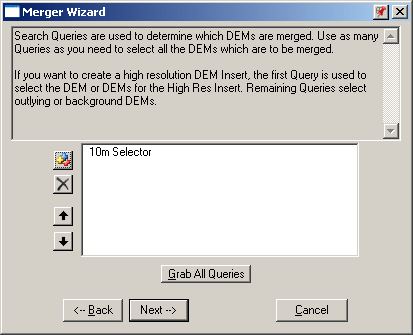 Merger Wizard
Search Queries are used to determine which DEMs are merged. Use as many
Queries as you need to select all the DEMs which are to be merged.
If you want to create a high resolution DEM Insert, the first Query is used to
select the DEM or DEMs for the High Res Insert. Remaining Queries select
outlying or background DEMs.
10m Selector
Grab All Queries
<-- Back
Next -->
Cancel